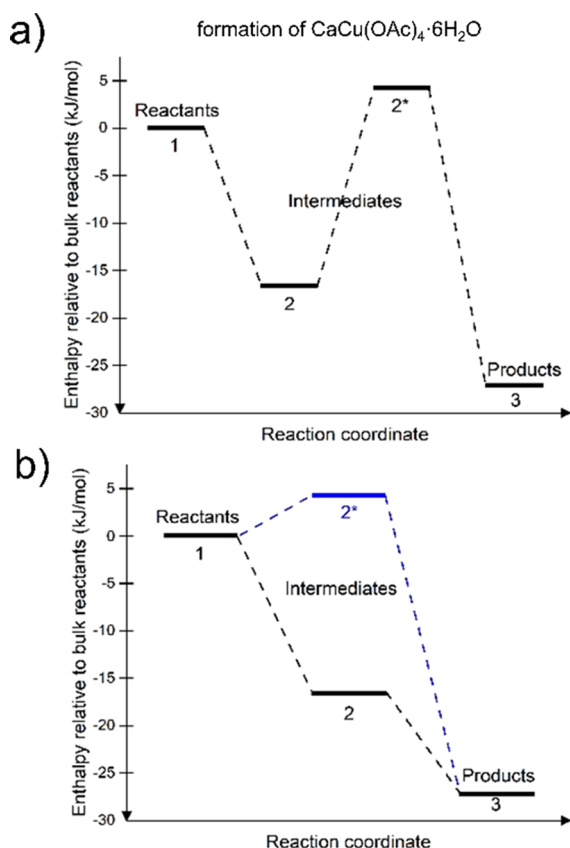 a)
formation of CaCu(OAc)₄·6H₂O
Enthalpy relative to bulk reactants (kJ/mol)
5
0
-5
-10
-15
-20
-25
-30
Reactants
1
2*
Intermediates
2
Products
3
Reaction coordinate
b)
Enthalpy relative to bulk reactants (kJ/mol)
5
0
-5
-10
-15
-20
-25
-30
Reactants
1
2*
Intermediates
2
Products
3
Reaction coordinate